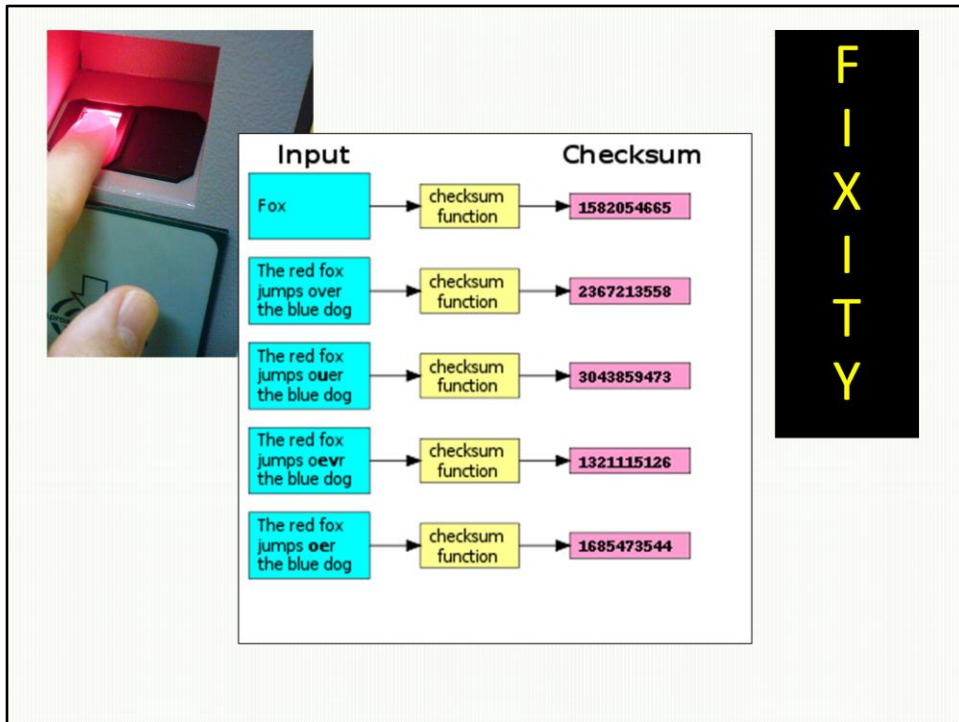 F
I
X
I
T
Y
Input
Checksum
Fox
checksum
function
1582054665
The red fox
jumps over
the blue dog
checksum
function
2367213558
The red fox
jumps ouer
the blue dog
checksum
function
3043859473
The red fox
jumps oevr
the blue dog
checksum
function
1321115126
The red fox
jumps oer
the blue dog
checksum
function
1685473544